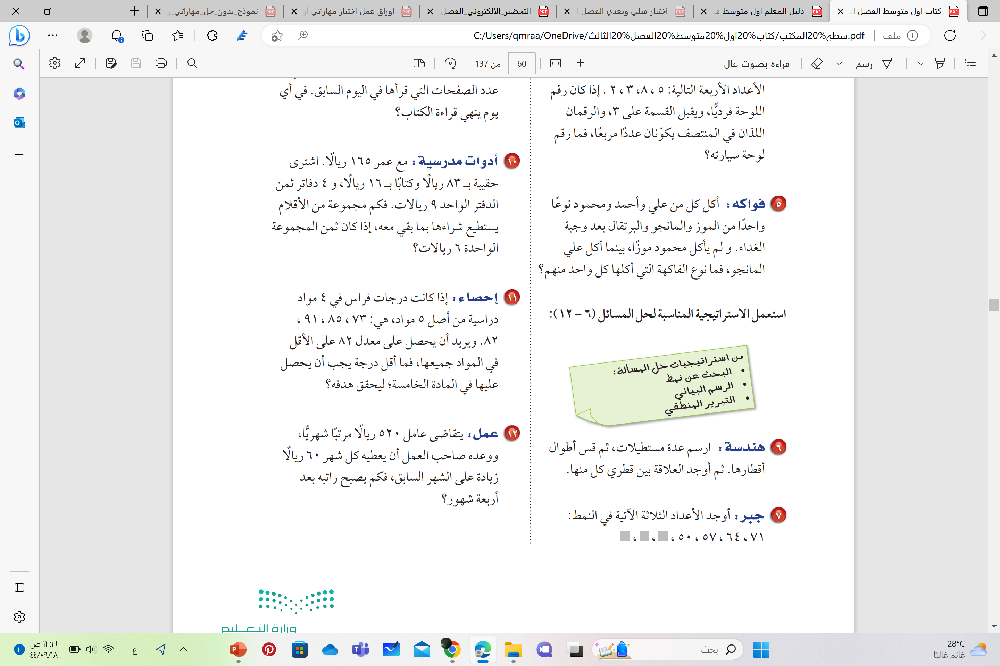 كتاب اول متوسط الفصل ال
دليل المعلم اول متوسط ف
اختبار قبلي وبعدي الفصل ا
التحضير_الالكتروني_الفصل_
اوراق عمل اختبار مهاراتي أو
نموذج_بدون_حل_مهاراتي_ر
ملف
C:/Users/qmraa/OneDrive/سطح%20المكتب/كتاب%20اول%20متوسط%20الفصل%20الثالث.pdf
قراءة بصوت عالٍ
رسم
60
من 137
الأعداد الأربعة التالية: ٥ ، ٨، ٣ ، ٢ . إذا كان رقم
اللوحة فرديًّا، ويقبل القسمة على ٣، والرقمان
اللذان في المنتصف يكوّنان عددًا مربعًا، فما رقم
لوحة سيارته؟
٥ فواكه: أكل كل من علي وأحمد ومحمود نوعًا
واحدًا من الموز والمانجو والبرتقال بعد وجبة
الغداء. و لم يأكل محمود موزًا، بينما أكل علي
المانجو، فما نوع الفاكهة التي أكلها كل واحد منهم؟
استعمل الاستراتيجية المناسبة لحل المسائل (٦ – ١٢):
من استراتيجيات حل المسألة:
• البحث عن نمط
• الرسم البياني
• التبرير المنطقي
٦ هندسة: ارسم عدة مستطيلات، ثم قس أطوال
أقطارها. ثم أوجد العلاقة بين قطري كل منها.
٧ جبر: أوجد الأعداد الثلاثة الآتية في النمط:
٧١ ، ٦٤ ، ٥٧ ، ٥٠ ، ■ ، ■ ، ■
عدد الصفحات التي قرأها في اليوم السابق. في أي
يوم ينهي قراءة الكتاب؟
١٠ أدوات مدرسية: مع عمر ١٦٥ ريالًا. اشترى
حقيبة بـ ٨٣ ريالًا وكتابًا بـ ١٦ ريالًا، و ٤ دفاتر ثمن
الدفتر الواحد ٩ ريالات. فكم مجموعة من الأقلام
يستطيع شراءها بما بقي معه، إذا كان ثمن المجموعة
الواحدة ٦ ريالات؟
١١ إحصاء: إذا كانت درجات فراس في ٤ مواد
دراسية من أصل ٥ مواد، هي: ٧٣ ، ٨٥ ، ٩١ ،
٨٢. ويريد أن يحصل على معدل ٨٢ على الأقل
في المواد جميعها، فما أقل درجة يجب أن يحصل
عليها في المادة الخامسة؛ ليحقق هدفه؟
١٢ عمل: يتقاضى عامل ٥٢٠ ريالًا مرتبًا شهريًّا،
ووعده صاحب العمل أن يعطيه كل شهر ٦٠ ريالًا
زيادة على الشهر السابق، فكم يصبح راتبه بعد
أربعة شهور؟
وزارة التعـــليم
28°C
غائم غالبًا
بحث
ع
١٢:١٦ ص
٤٤/٠٩/١٨
٢